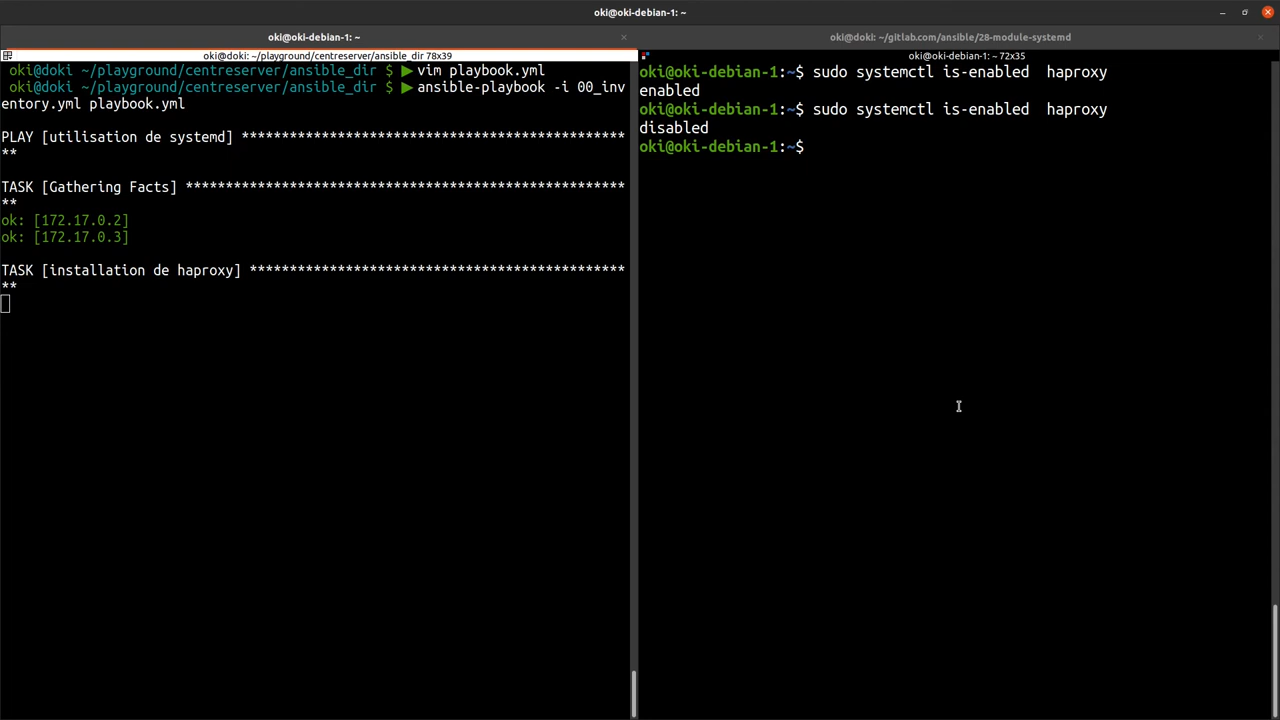 oki@oki-debian-1: ~
oki@oki-debian-1: ~
oki@doki: ~/gitlab.com/ansible/28-module-systemd
oki@doki: ~/playground/centreserver/ansible_dir 78x39
oki@doki ~/playground/centreserver/ansible_dir $ ▶vim playbook.yml
oki@doki ~/playground/centreserver/ansible_dir $ ▶ansible-playbook -i 00_inv
entory.yml playbook.yml
PLAY [utilisation de systemd] ************************************************
**
TASK [Gathering Facts] *******************************************************
**
ok: [172.17.0.2]
ok: [172.17.0.3]
TASK [installation de haproxy] ***********************************************
**
oki@oki-debian-1: ~ 72x35
oki@oki-debian-1:~$ sudo systemctl is-enabled  haproxy
enabled
oki@oki-debian-1:~$ sudo systemctl is-enabled  haproxy
disabled
oki@oki-debian-1:~$